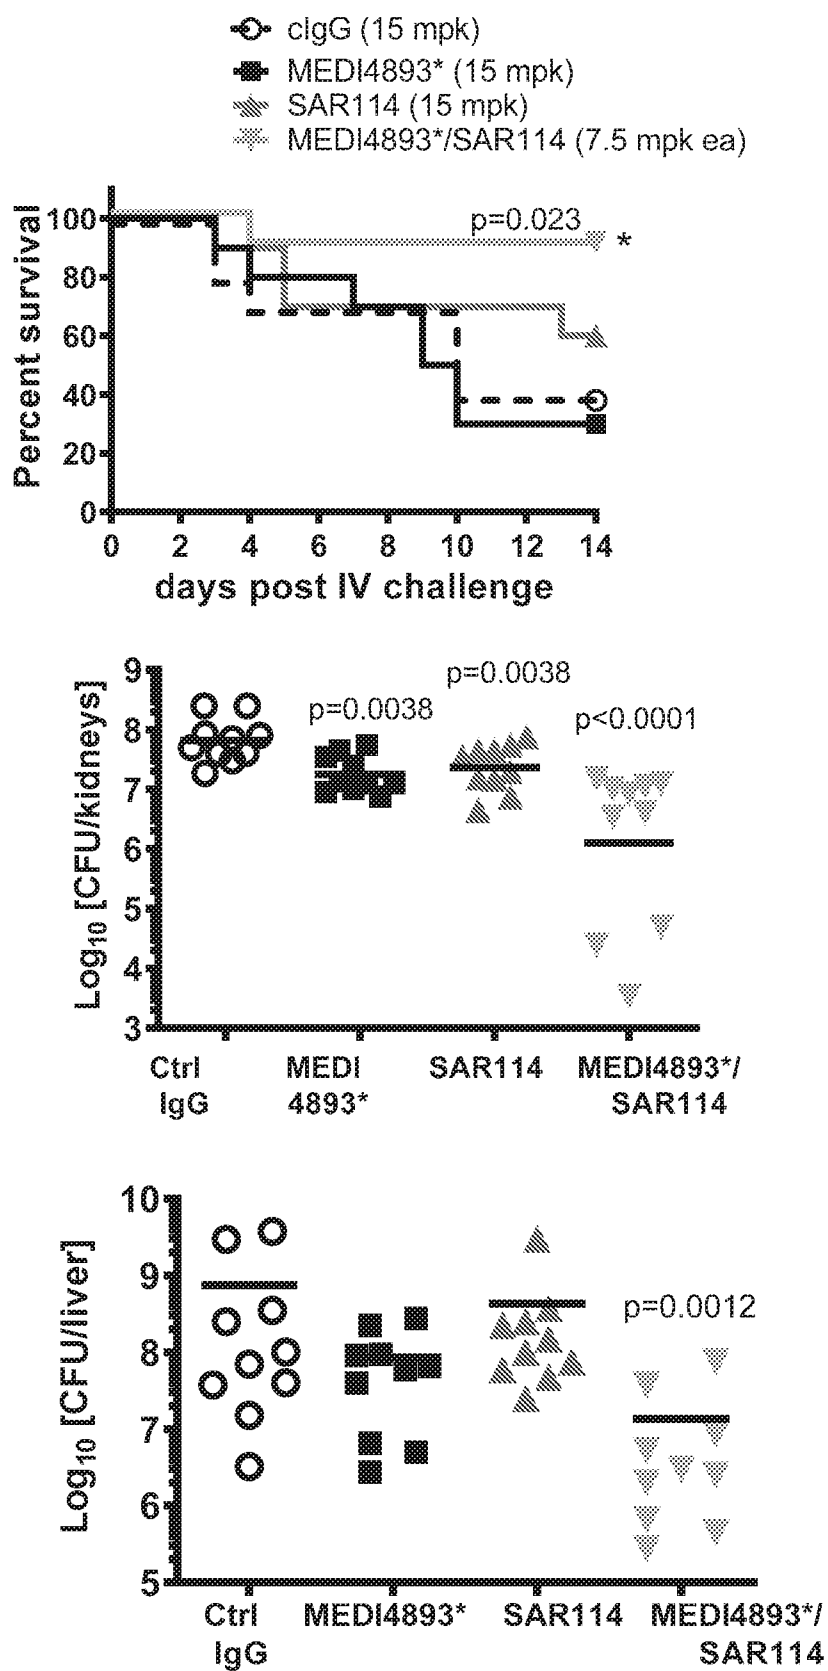 cIgG (15 mpk)
MEDI4893* (15 mpk)
SAR114 (15 mpk)
MEDI4893*/SAR114 (7.5 mpk ea)
Percent survival
100
80
60
40
20
0
p=0.023
*
0 2 4 6 8 10 12 14
days post IV challenge
Log10 [CFU/kidneys]
9
8
7
6
5
4
3
p=0.0038
p=0.0038
p<0.0001
Ctrl MEDI SAR114 MEDI4893*/
IgG 4893* SAR114
Log10 [CFU/liver]
10
9
8
7
6
5
p=0.0012
Ctrl MEDI4893* SAR114 MEDI4893*/
IgG SAR114